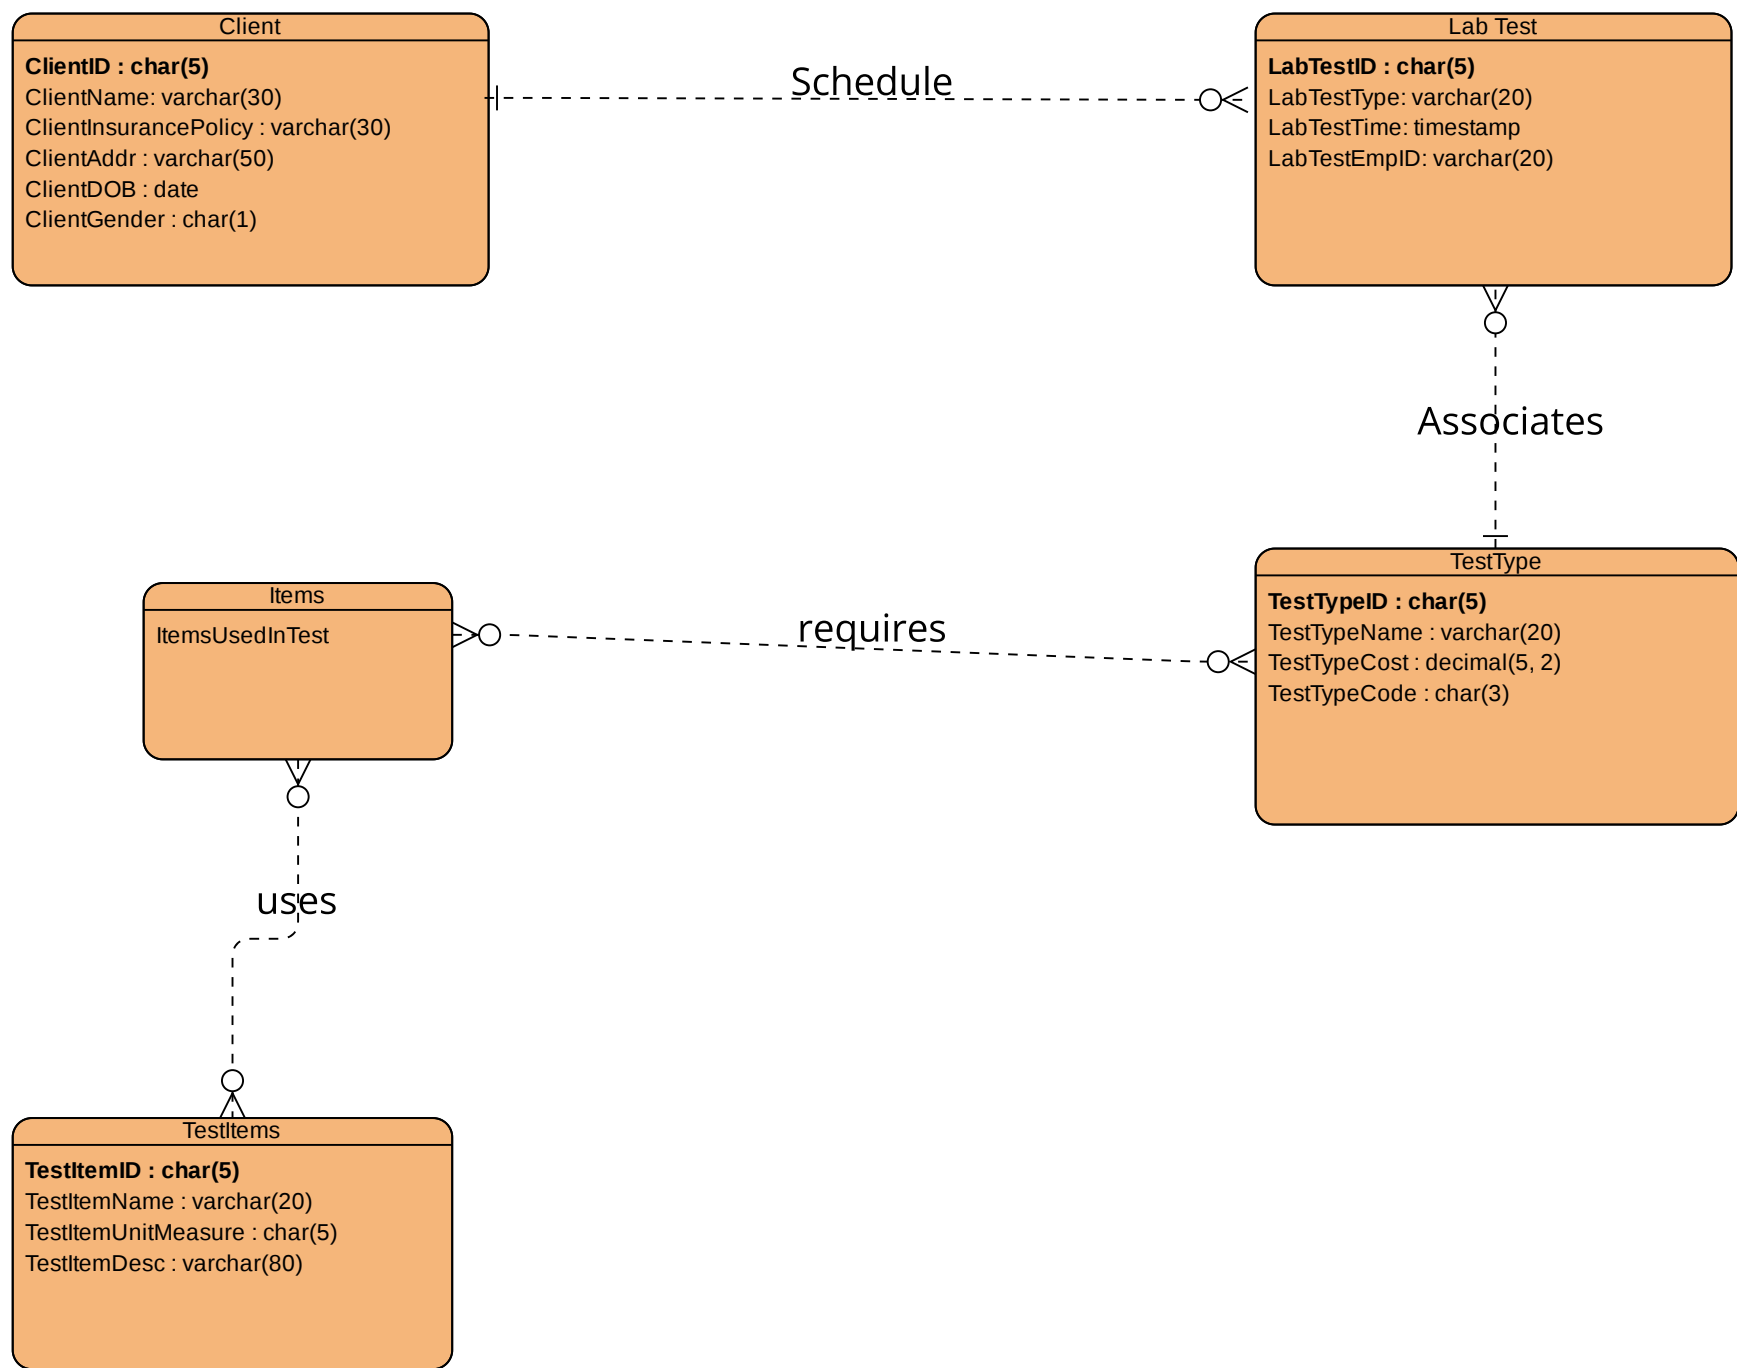 Client
ClientID : char(5)
ClientName: varchar(30)
ClientInsurancePolicy : varchar(30)
ClientAddr : varchar(50)
ClientDOB : date
ClientGender : char(1)
Schedule
Lab Test
LabTestID : char(5)
LabTestType: varchar(20)
LabTestTime: timestamp
LabTestEmpID: varchar(20)
Associates
Items
ItemsUsedInTest
requires
TestType
TestTypeID : char(5)
TestTypeName : varchar(20)
TestTypeCost : decimal(5, 2)
TestTypeCode : char(3)
uses
TestItems
TestItemID : char(5)
TestItemName : varchar(20)
TestItemUnitMeasure : char(5)
TestItemDesc : varchar(80)